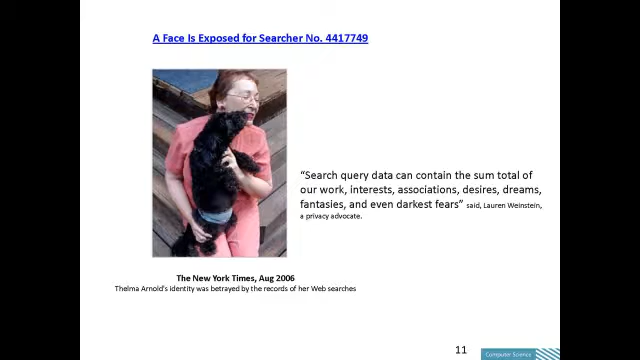 A Face Is Exposed for Searcher No. 4417749
“Search query data can contain the sum total of
our work, interests, associations, desires, dreams,
fantasies, and even darkest fears” said, Lauren Weinstein,
a privacy advocate.
The New York Times, Aug 2006
Thelma Arnold's identity was betrayed by the records of her Web searches
11
Computer Science